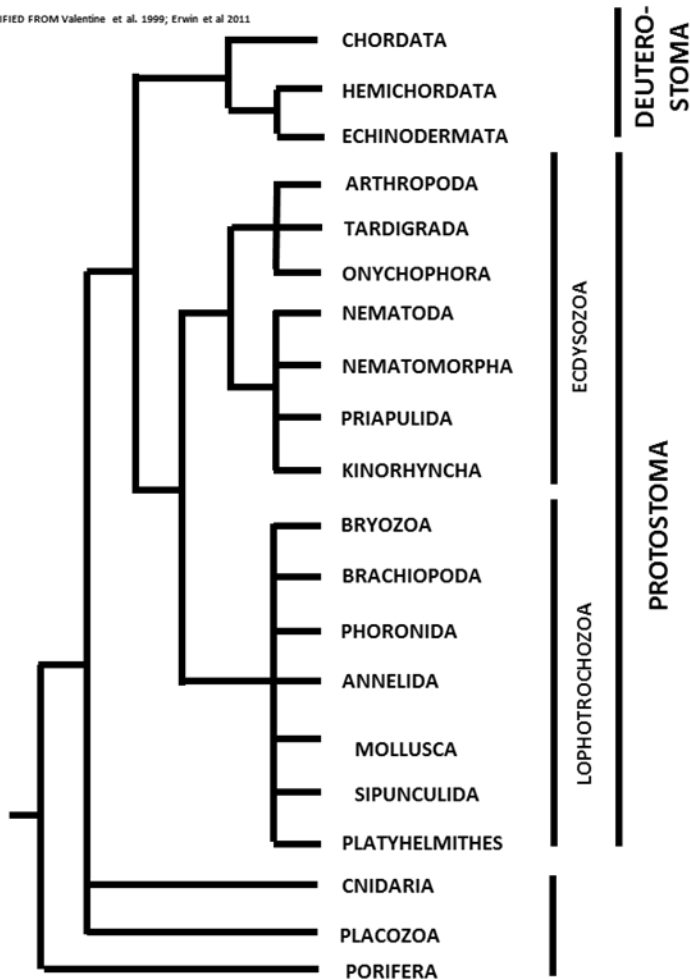 IFIED FROM Valentine et al. 1999; Erwin et al 2011
CHORDATA
HEMICHORDATA
ECHINODERMATA
DEUTERO-
STOMA
ARTHROPODA
TARDIGRADA
ONYCHOPHORA
NEMATODA
NEMATOMORPHA
PRIAPULIDA
KINORHYNCHA
ECDYSOZOA
BRYOZOA
BRACHIOPODA
PHORONIDA
ANNELIDA
MOLLUSCA
SIPUNCULIDA
PLATYHELMITHES
LOPHOTROCHOZOA
PROTOSTOMA
CNIDARIA
PLACOZOA
PORIFERA